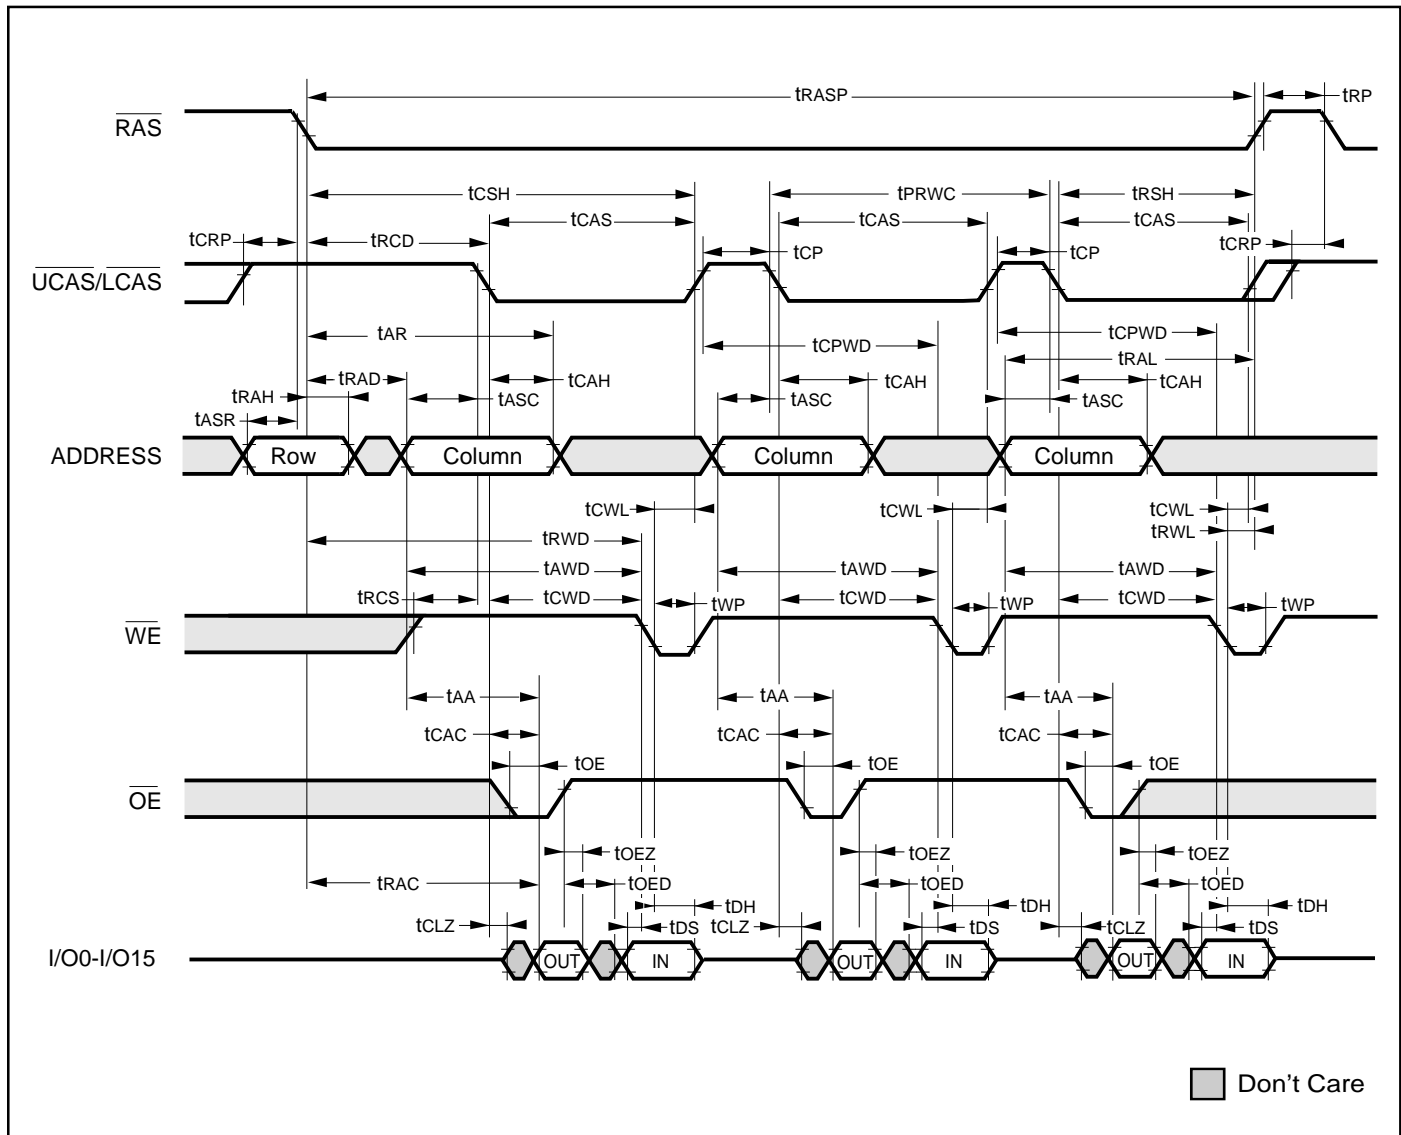 tRASP
tRP
RAS
tCSH
tPRWC
tRSH
tCAS
tCAS
tCAS
tCRP
tRCD
tCP
tCP
tCRP
UCAS/LCAS
tAR
tCPWD
tCPWD
tRAL
tRAD
tCAH
tCAH
tCAH
tRAH
tASC
tASC
tASC
tASR
ADDRESS
Row
Column
Column
Column
tCWL
tCWL
tCWL
tRWL
tRWD
tAWD
tAWD
tAWD
tRCS
tCWD
tWP
tCWD
tWP
tCWD
tWP
WE
tAA
tAA
tAA
tCAC
tCAC
tCAC
tOE
tOE
tOE
OE
tOEZ
tOEZ
tOEZ
tRAC
tOED
tOED
tOED
tDH
tDH
tDH
tCLZ
tDS
tCLZ
tDS
tCLZ
tDS
I/O0-I/O15
OUT
IN
OUT
IN
OUT
IN
Don't Care